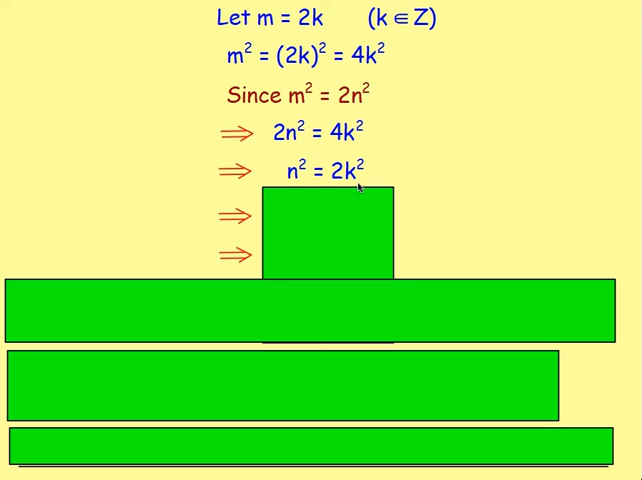 Let m = 2k (k ∈ Z)
m² = (2k)² = 4k²
Since m² = 2n²
⇒ 2n² = 4k²
⇒ n² = 2k²
⇒
⇒